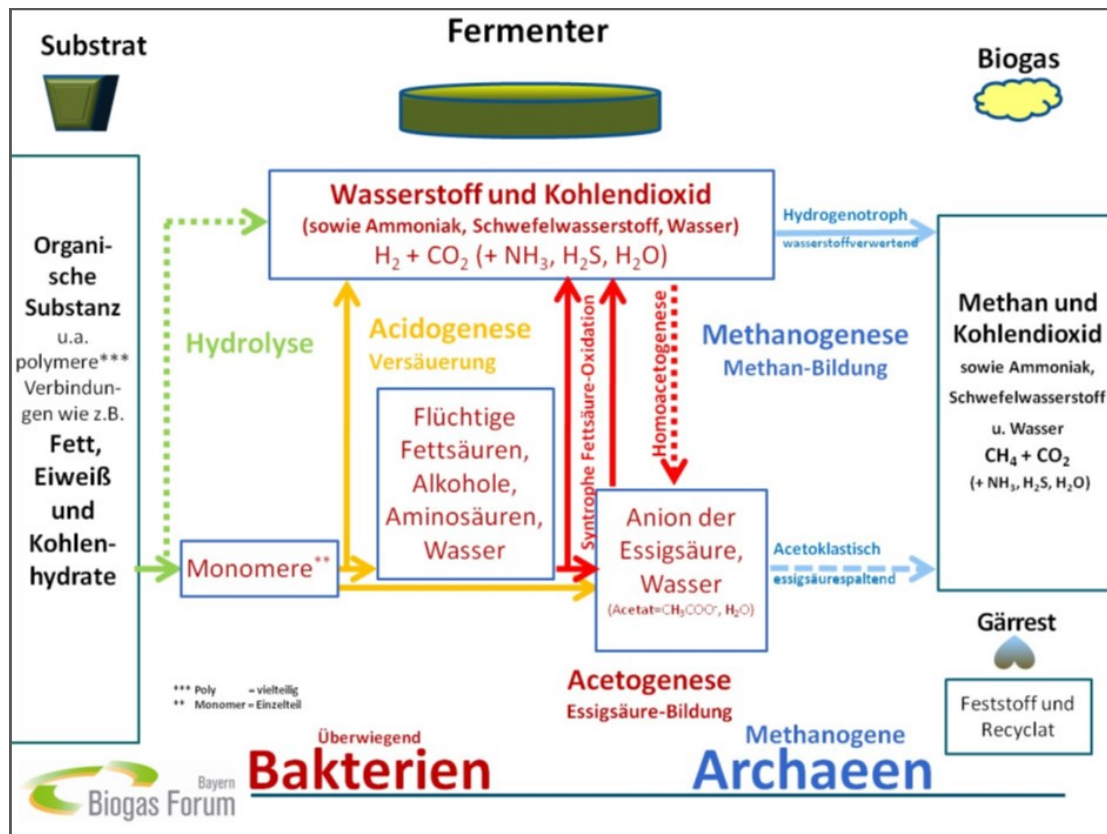 Substrat
Fermenter
Biogas
Organi-
sche
Substanz
u.a.
polymere***
Verbindun-
gen wie z.B.
Fett,
Eiweiß
und
Kohlen-
hydrate
Wasserstoff und Kohlendioxid
(sowie Ammoniak, Schwefelwasserstoff, Wasser)
H₂ + CO₂ (+ NH₃, H₂S, H₂O)
Hydrolyse
Acidogenese
Versäuerung
Syntrophe Fettsäure-Oxidation
Homoacetogenese
Hydrogenotroph
wasserstoffverwertend
Methanogenese
Methan-Bildung
Monomere**
Flüchtige
Fettsäuren,
Alkohole,
Aminosäuren,
Wasser
Anion der
Essigsäure,
Wasser
(Acetat=CH₃COO⁻, H₂O)
Acetoklastisch
essigsäurespaltend
Methan und
Kohlendioxid
sowie Ammoniak,
Schwefelwasserstoff
u. Wasser
CH₄ + CO₂
(+ NH₃, H₂S, H₂O)
Gärrest
Feststoff und
Recyclat
*** Poly = vielteilig
** Monomer = Einzelteil
Acetogenese
Essigsäure-Bildung
Überwiegend
Bakterien
Methanogene
Archaeen
Bayern
Biogas Forum